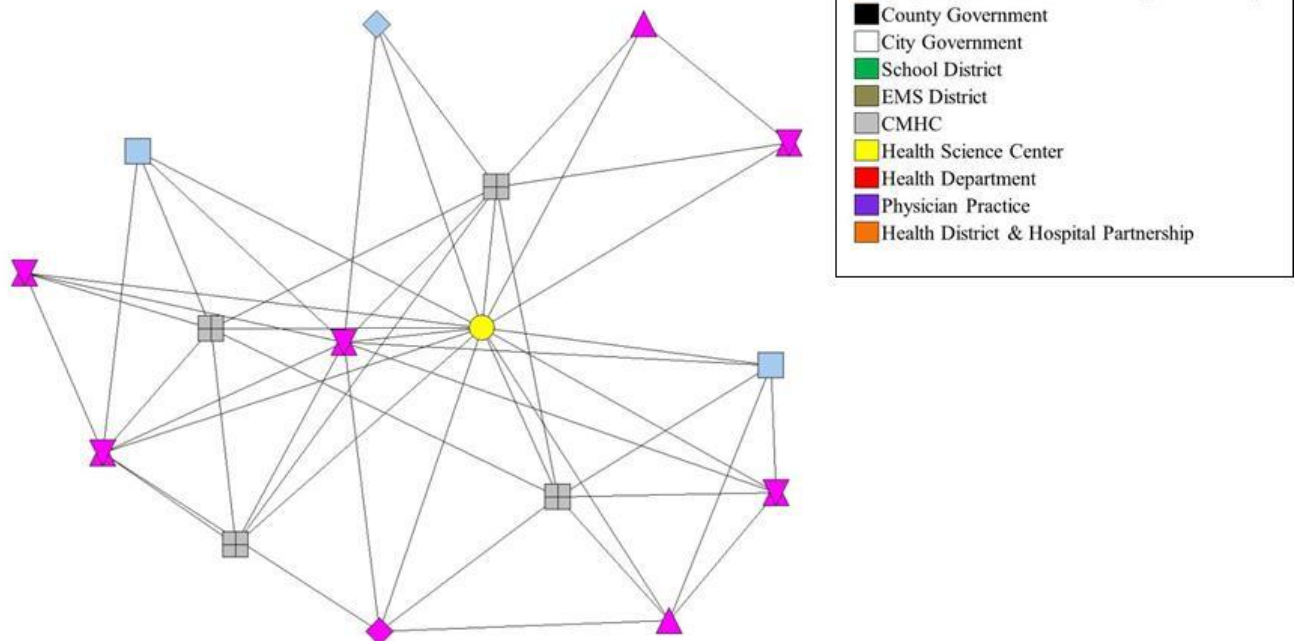 County Government
City Government
School District
EMS District
CMHC
Health Science Center
Health Department
Physician Practice
Health District & Hospital Partnership